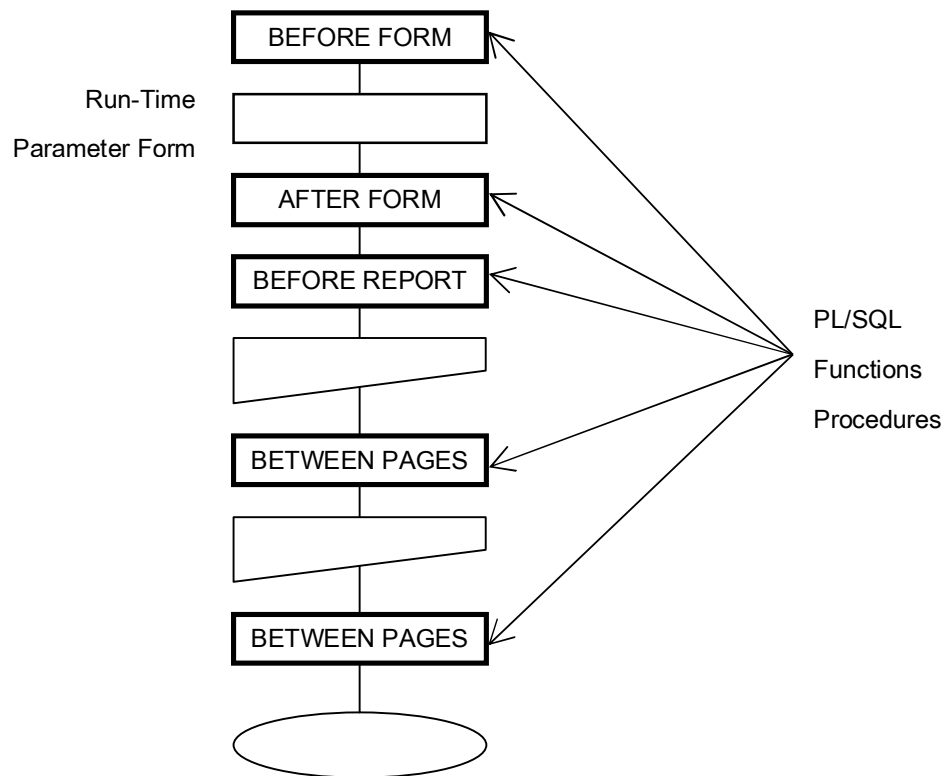 BEFORE FORM
Run-Time
Parameter Form
AFTER FORM
BEFORE REPORT
PL/SQL
Functions
Procedures
BETWEEN PAGES
BETWEEN PAGES